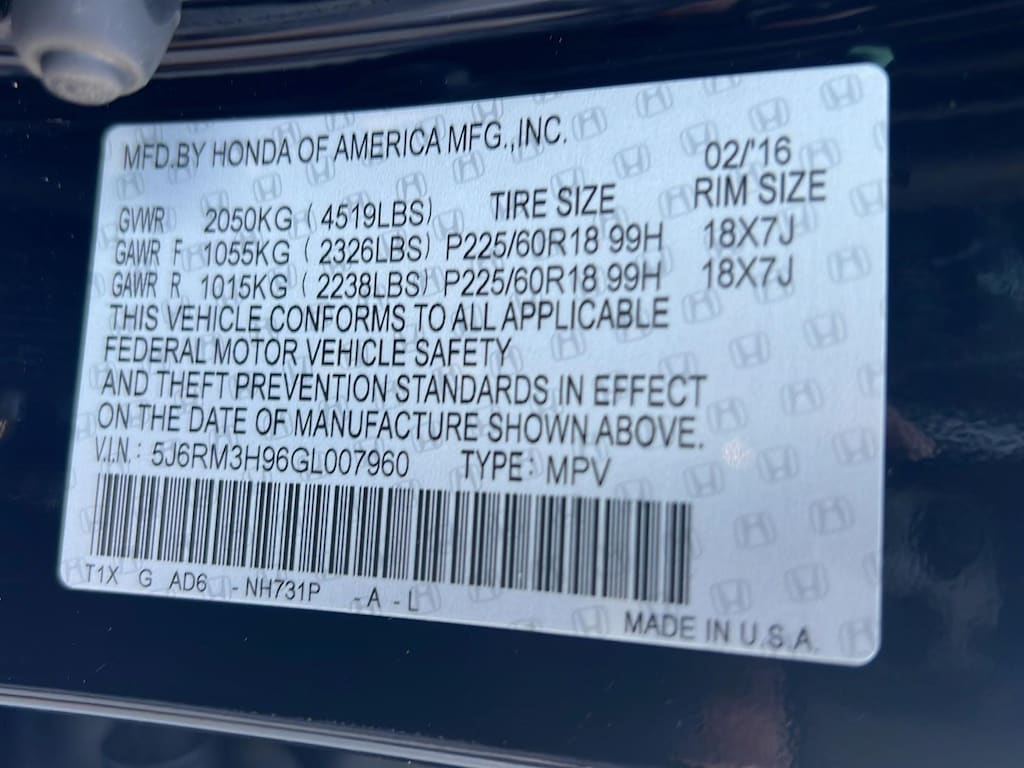 MFD.BY HONDA OF AMERICA MFG.,INC.
02/'16
GVWR 2050KG ( 4519LBS) TIRE SIZE RIM SIZE
GAWR F 1055KG ( 2326LBS) P225/60R18 99H 18X7J
GAWR R 1015KG ( 2238LBS) P225/60R18 99H 18X7J
THIS VEHICLE CONFORMS TO ALL APPLICABLE
FEDERAL MOTOR VEHICLE SAFETY
AND THEFT PREVENTION STANDARDS IN EFFECT
ON THE DATE OF MANUFACTURE SHOWN ABOVE.
V.I.N.: 5J6RM3H96GL007960 TYPE: MPV
T1X G AD6 - NH731P - A - L
MADE IN U.S.A.